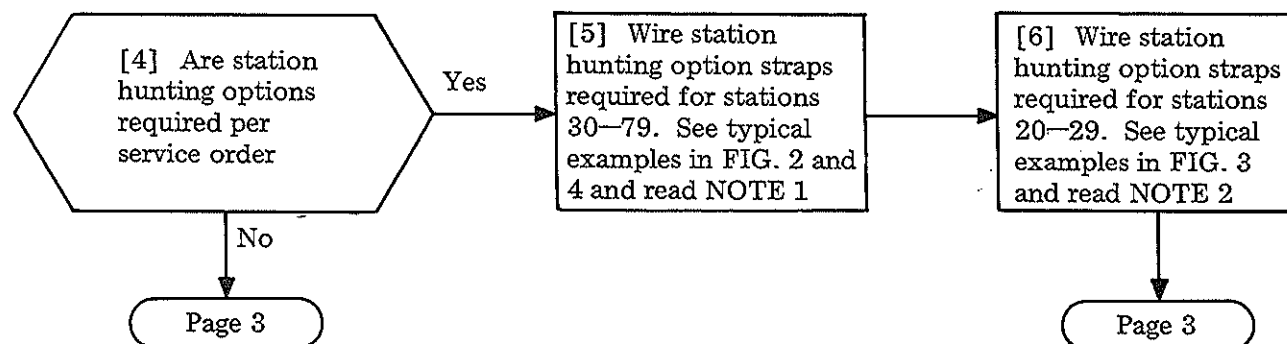 [4] Are station
hunting options
required per
service order
Yes
No
Page 3
[5] Wire station
hunting option straps
required for stations
30—79. See typical
examples in FIG. 2 and
4 and read NOTE 1
[6] Wire station
hunting option straps
required for stations
20—29. See typical
examples in FIG. 3
and read NOTE 2
Page 3